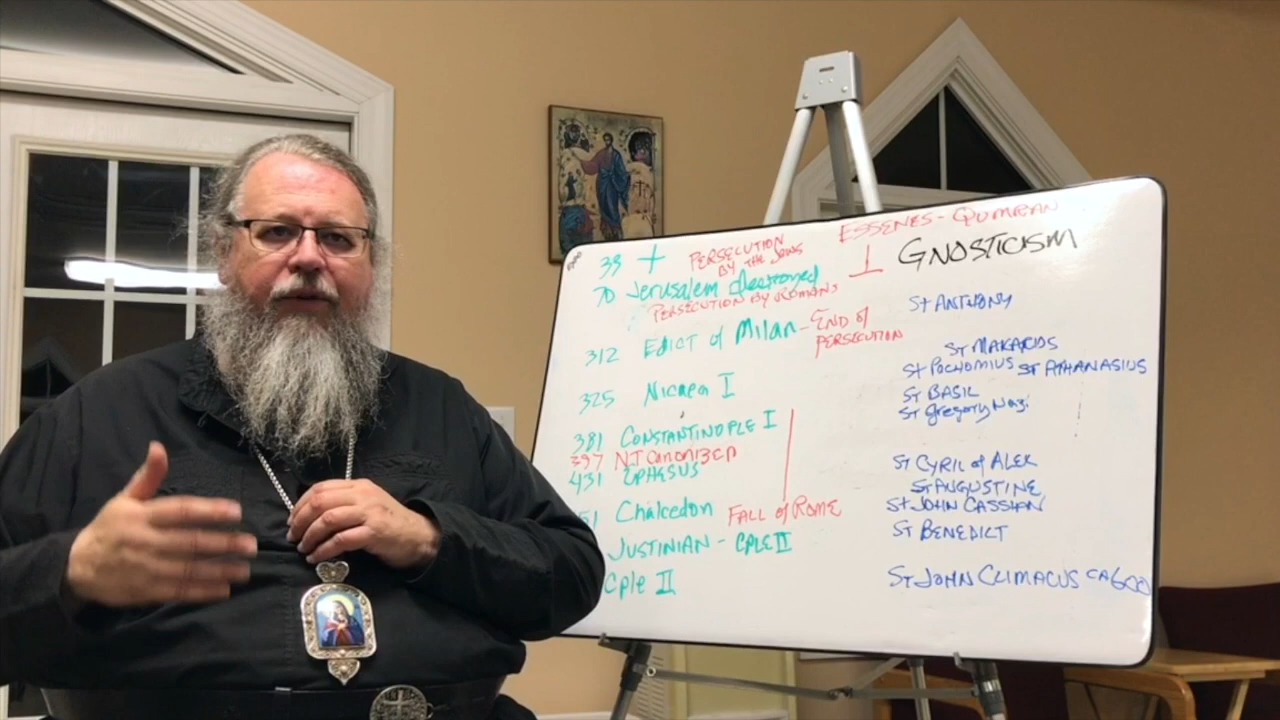 ESSENES - QUMRAN
33 + PERSECUTION
BY THE JEWS
⊥ GNOSTICISM
70 Jerusalem destroyed
PERSECUTION BY ROMANS
ST ANTHONY
312 EDICT of MILAN - END of
PERSECUTION
ST MAKARIOS
ST POCHOMIUS ST ATHANASIUS
325 Nicaea I
ST BASIL
ST Gregory Naz.
381 CONSTANTINOPLE I
397 NT CANONIZED
431 EPHESUS
ST CYRIL of ALEX
ST AUGUSTINE
ST JOHN CASSIAN
51 Chalcedon FALL of ROME
ST BENEDICT
JUSTINIAN - CPLE II
Cple II
ST JOHN CLIMACUS CA 600